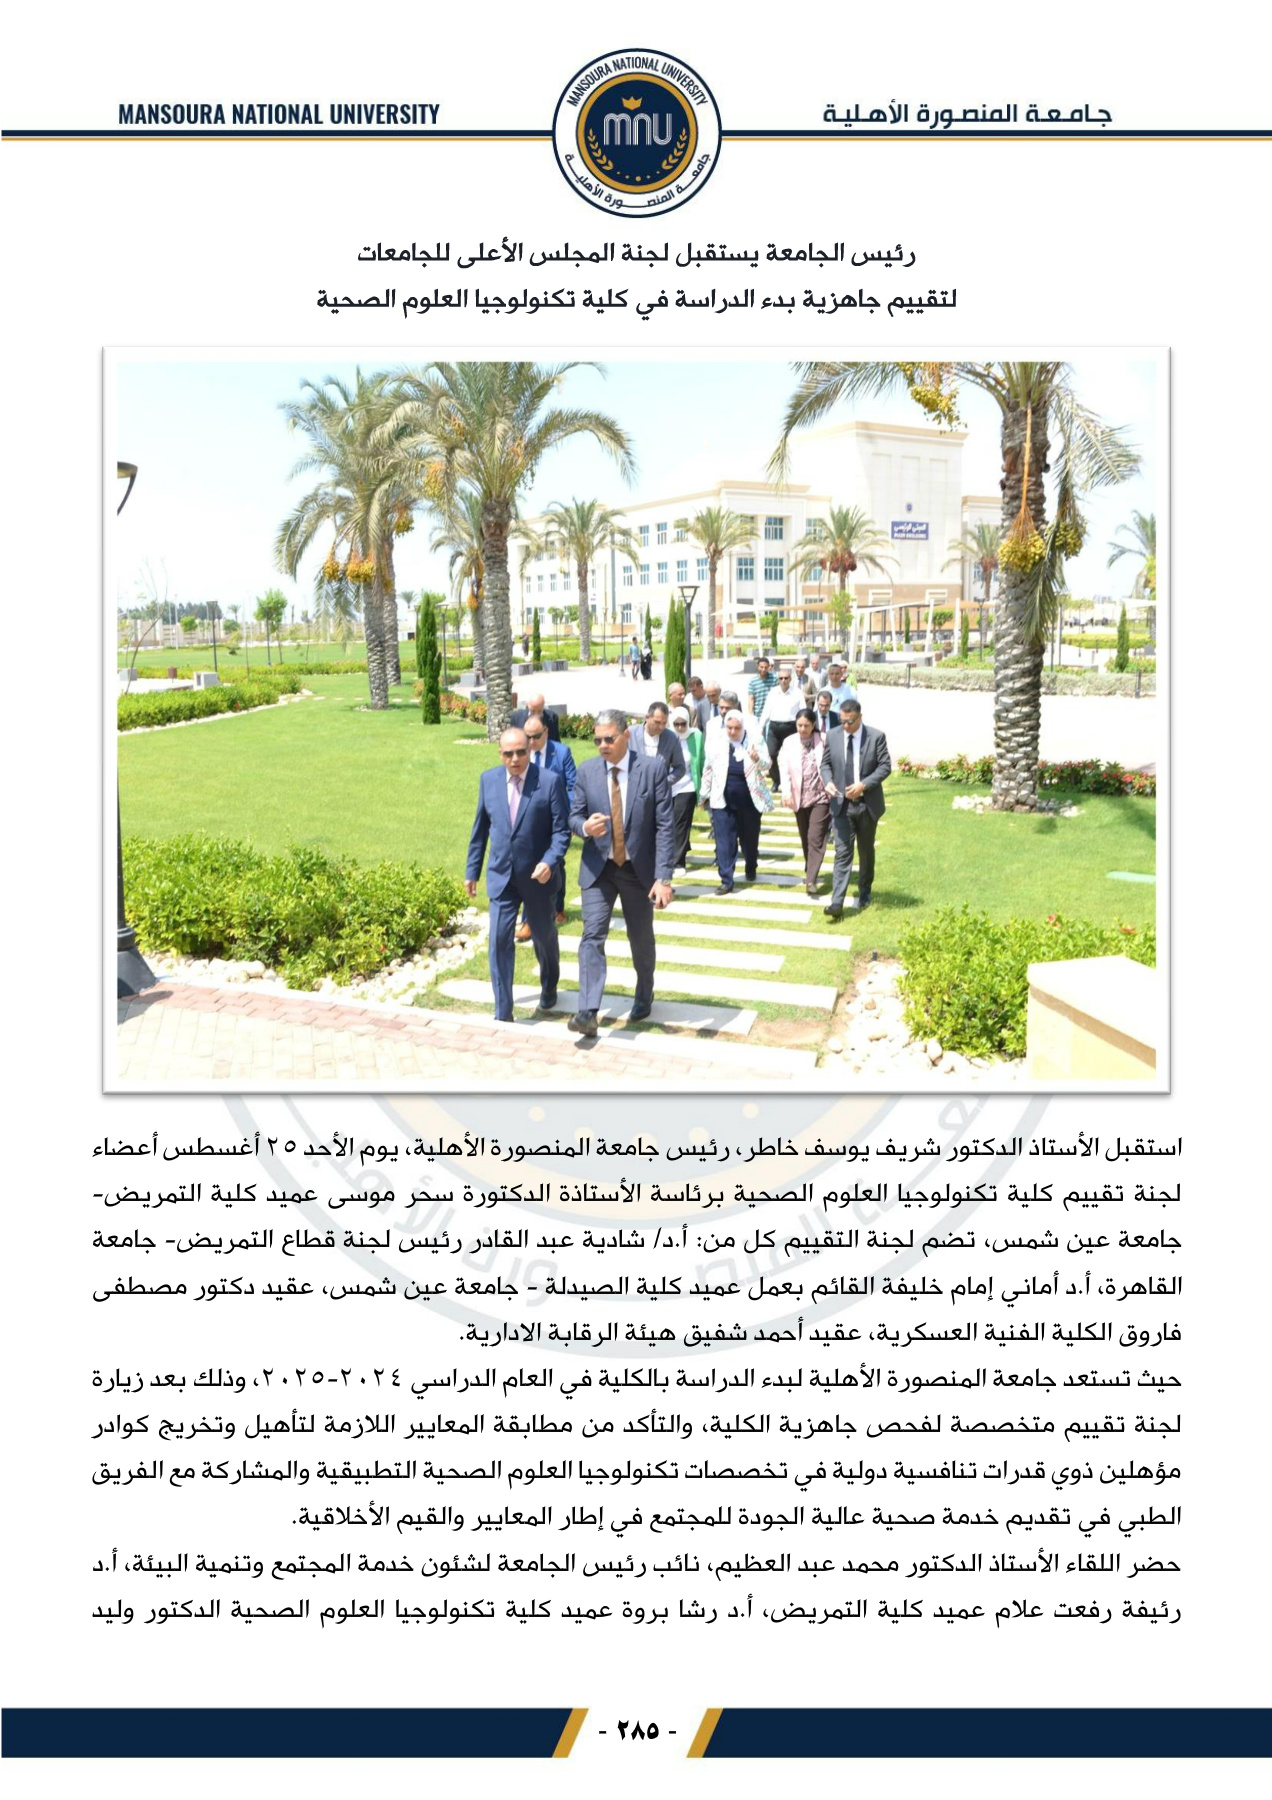 MANSOURA NATIONAL UNIVERSITY
جامعة المنصورة الأهلية
MANSOURA NATIONAL UNIVERSITY
mnu
جامعة المنصورة الأهلية
رئيس الجامعة يستقبل لجنة المجلس الأعلى للجامعات
لتقييم جاهزية بدء الدراسة في كلية تكنولوجيا العلوم الصحية
المبنى الرئيسي
MAIN BUILDING
استقبل الأستاذ الدكتور شريف يوسف خاطر، رئيس جامعة المنصورة الأهلية، يوم الأحد ٢٥ أغسطس أعضاء
لجنة تقييم كلية تكنولوجيا العلوم الصحية برئاسة الأستاذة الدكتورة سحر موسى عميد كلية التمريض-
جامعة عين شمس، تضم لجنة التقييم كل من: أ.د/ شادية عبد القادر رئيس لجنة قطاع التمريض- جامعة
القاهرة، أ.د أماني إمام خليفة القائم بعمل عميد كلية الصيدلة - جامعة عين شمس، عقيد دكتور مصطفى
فاروق الكلية الفنية العسكرية، عقيد أحمد شفيق هيئة الرقابة الادارية.
حيث تستعد جامعة المنصورة الأهلية لبدء الدراسة بالكلية في العام الدراسي ٢٠٢٤-٢٠٢٥، وذلك بعد زيارة
لجنة تقييم متخصصة لفحص جاهزية الكلية، والتأكد من مطابقة المعايير اللازمة لتأهيل وتخريج كوادر
مؤهلين ذوي قدرات تنافسية دولية في تخصصات تكنولوجيا العلوم الصحية التطبيقية والمشاركة مع الفريق
الطبي في تقديم خدمة صحية عالية الجودة للمجتمع في إطار المعايير والقيم الأخلاقية.
حضر اللقاء الأستاذ الدكتور محمد عبد العظيم، نائب رئيس الجامعة لشئون خدمة المجتمع وتنمية البيئة، أ.د
رئيفة رفعت علام عميد كلية التمريض، أ.د رشا بروة عميد كلية تكنولوجيا العلوم الصحية الدكتور وليد
- ٢٨٥ -